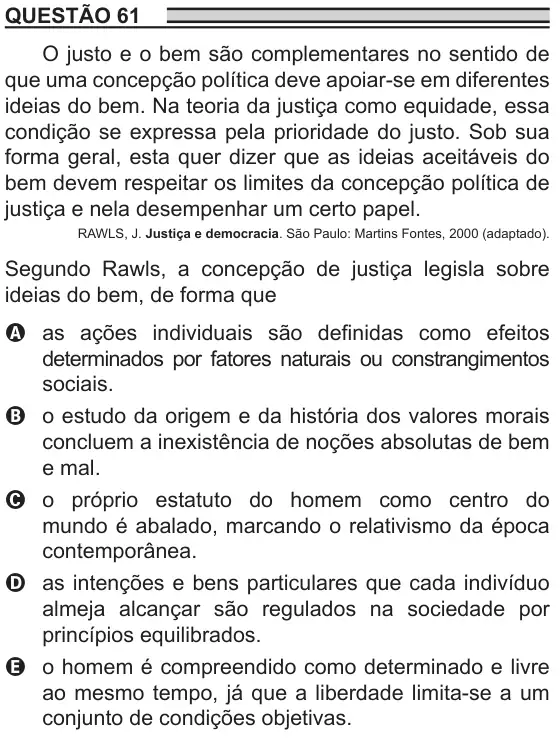 QUESTÃO 61
O justo e o bem são complementares no sentido de
que uma concepção política deve apoiar-se em diferentes
ideias do bem. Na teoria da justiça como equidade, essa
condição se expressa pela prioridade do justo. Sob sua
forma geral, esta quer dizer que as ideias aceitáveis do
bem devem respeitar os limites da concepção política de
justiça e nela desempenhar um certo papel.
RAWLS, J. Justiça e democracia. São Paulo: Martins Fontes, 2000 (adaptado).
Segundo Rawls, a concepção de justiça legisla sobre
ideias do bem, de forma que
A as ações individuais são definidas como efeitos
determinados por fatores naturais ou constrangimentos
sociais.
B o estudo da origem e da história dos valores morais
concluem a inexistência de noções absolutas de bem
e mal.
C o próprio estatuto do homem como centro do
mundo é abalado, marcando o relativismo da época
contemporânea.
D as intenções e bens particulares que cada indivíduo
almeja alcançar são regulados na sociedade por
princípios equilibrados.
E o homem é compreendido como determinado e livre
ao mesmo tempo, já que a liberdade limita-se a um
conjunto de condições objetivas.